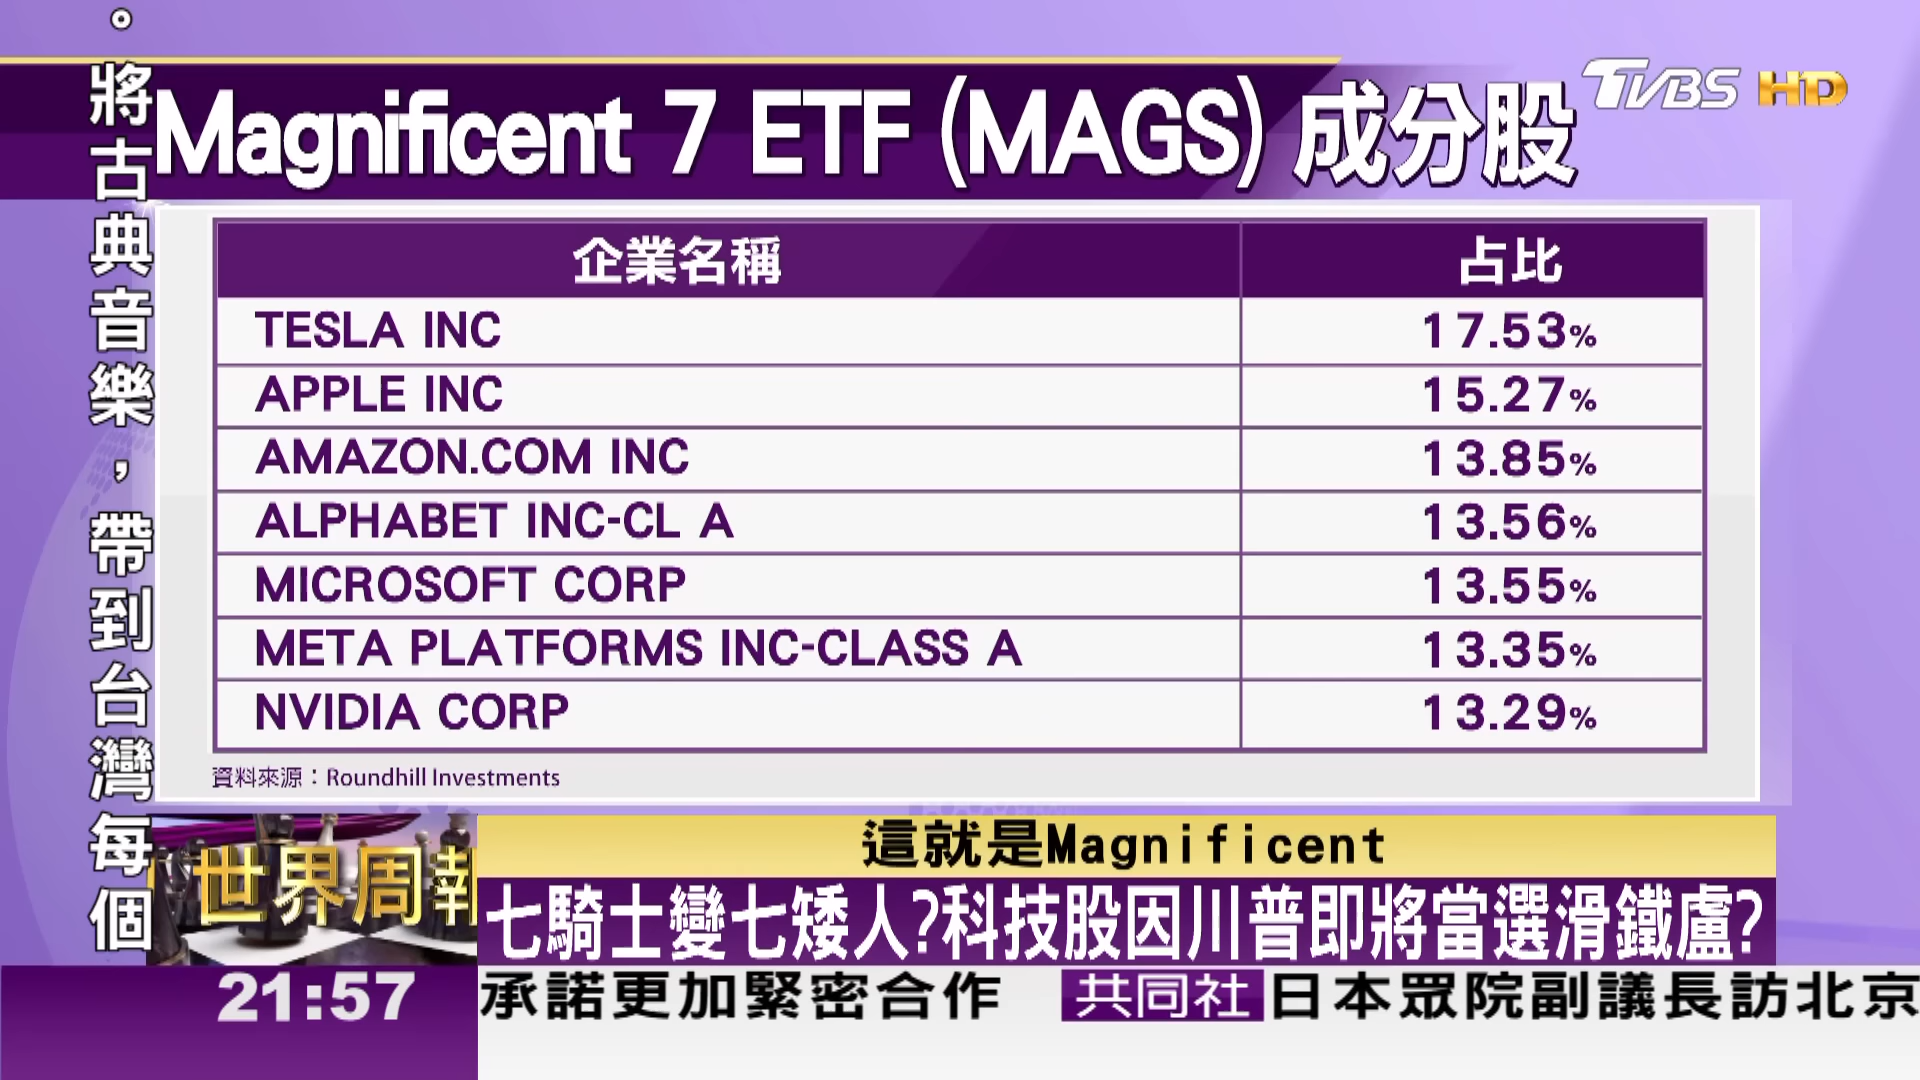 。將古典音樂，帶到台灣每個
Magnificent 7 ETF (MAGS) 成分股
TVBS HD
企業名稱 占比
TESLA INC 17.53%
APPLE INC 15.27%
AMAZON.COM INC 13.85%
ALPHABET INC-CL A 13.56%
MICROSOFT CORP 13.55%
META PLATFORMS INC-CLASS A 13.35%
NVIDIA CORP 13.29%
資料來源：Roundhill Investments
世界周報
這就是Magnificent
七騎士變七矮人?科技股因川普即將當選滑鐵盧?
21:57
承諾更加緊密合作 共同社 日本眾院副議長訪北京